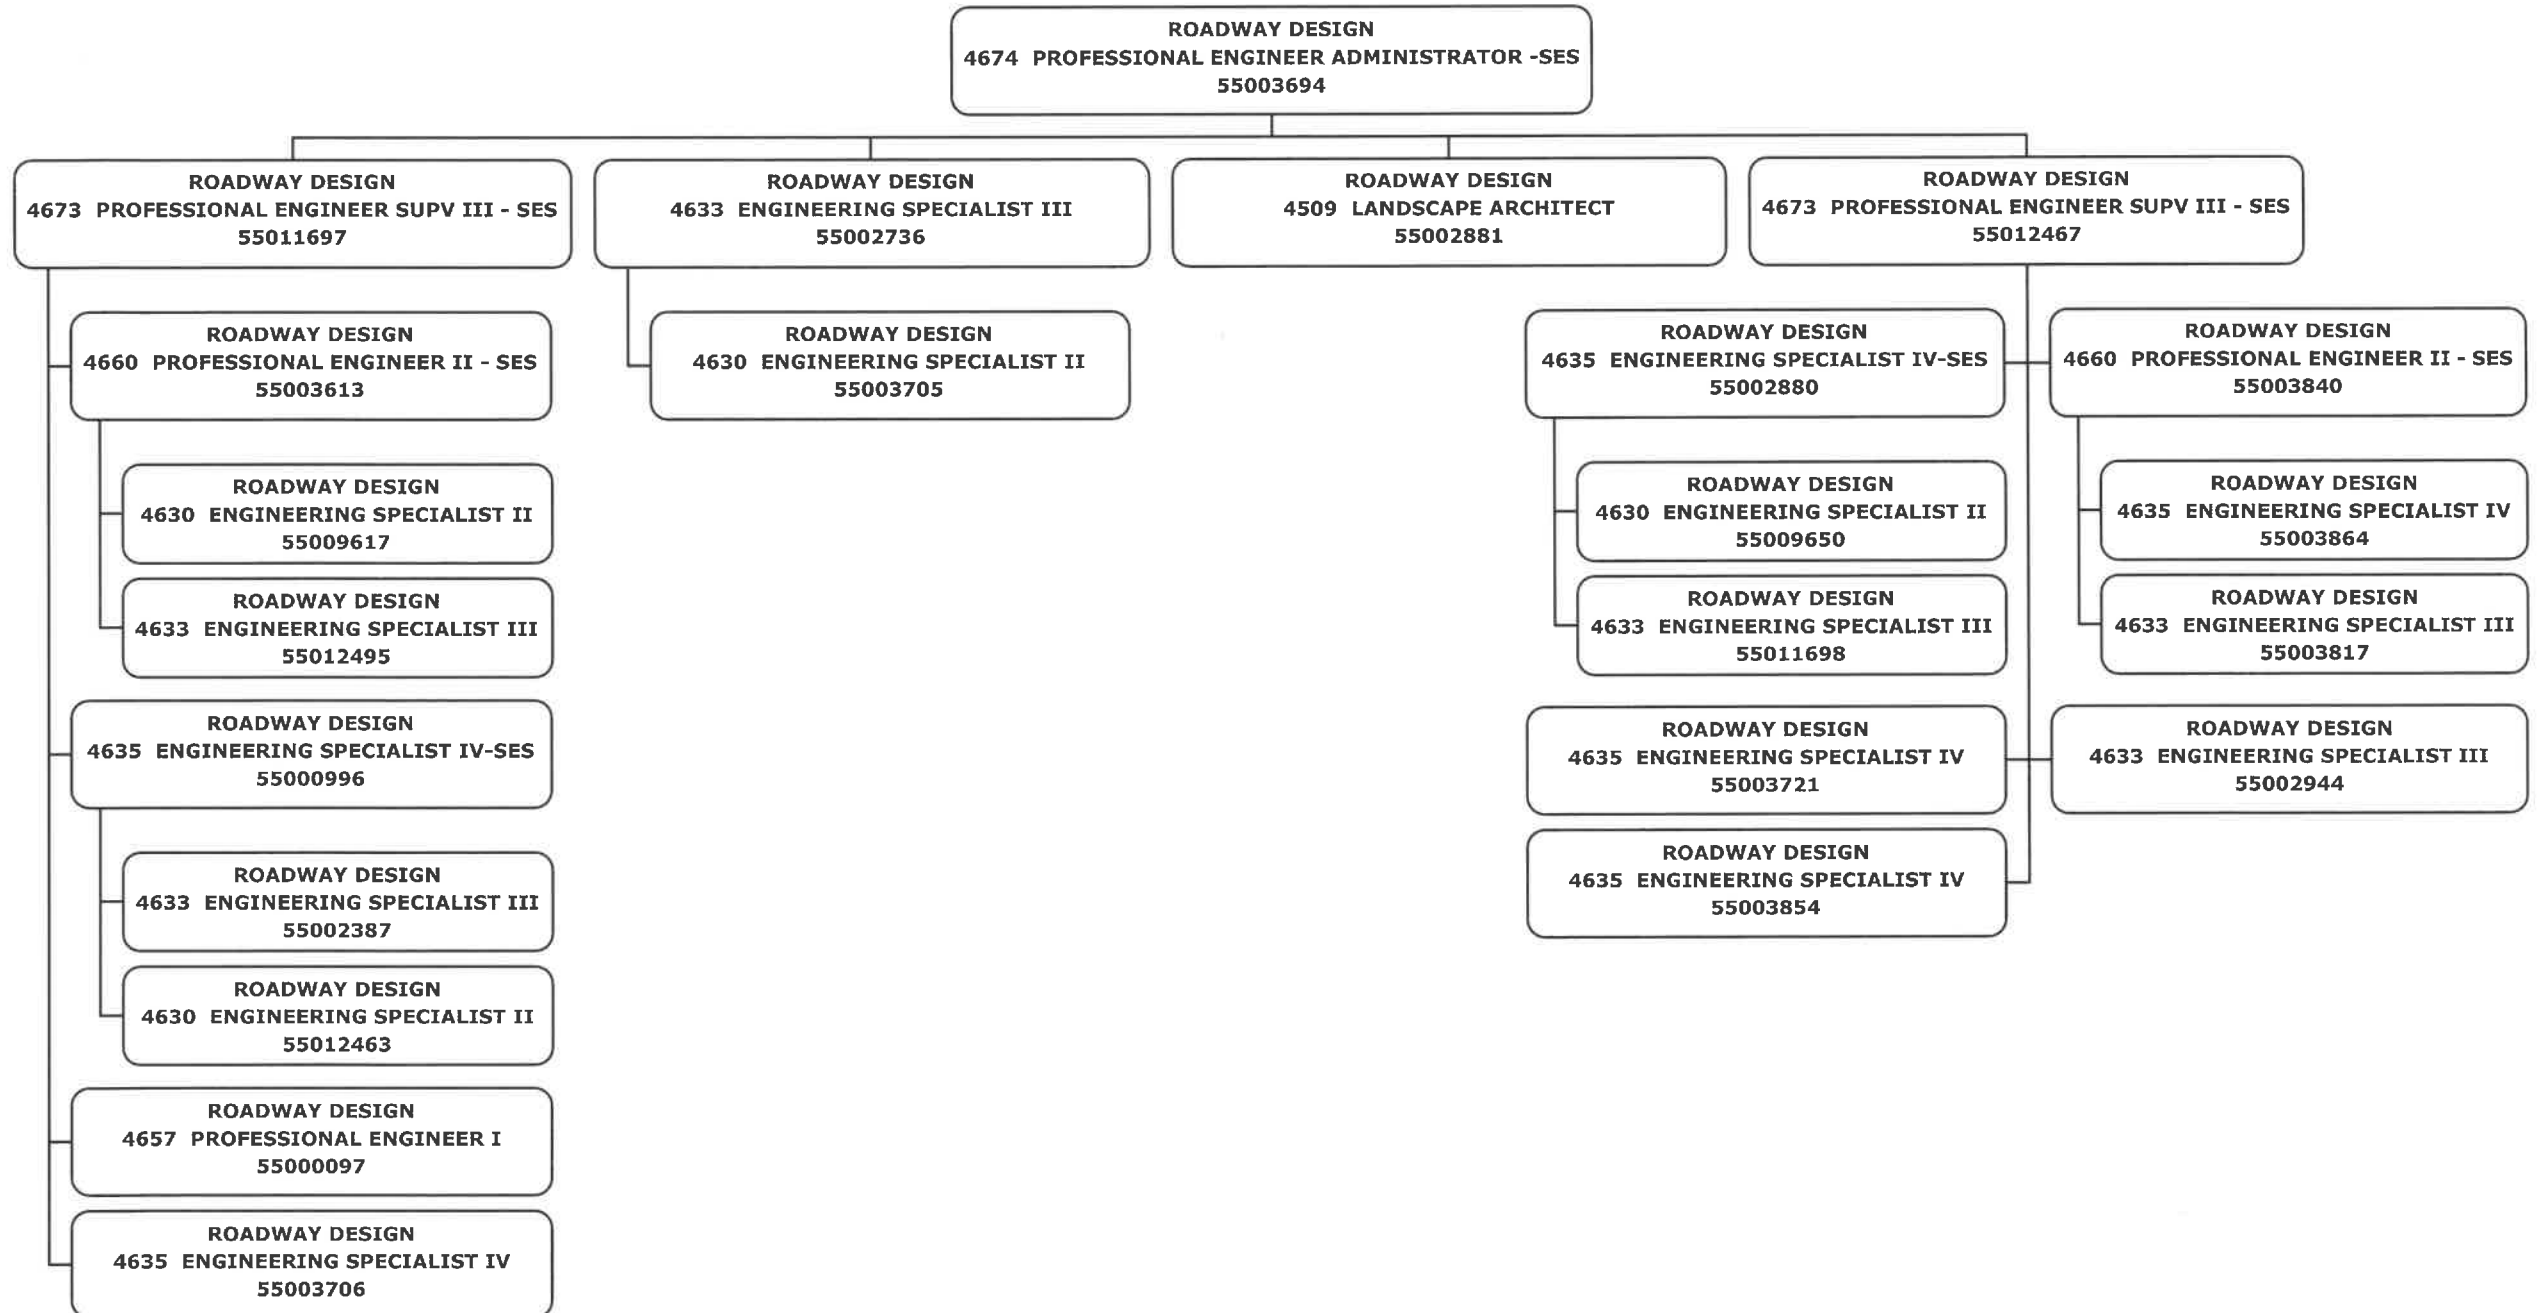 ROADWAY DESIGN
4674 PROFESSIONAL ENGINEER ADMINISTRATOR -SES
55003694
ROADWAY DESIGN
4673 PROFESSIONAL ENGINEER SUPV III - SES
55011697
ROADWAY DESIGN
4633 ENGINEERING SPECIALIST III
55002736
ROADWAY DESIGN
4509 LANDSCAPE ARCHITECT
55002881
ROADWAY DESIGN
4673 PROFESSIONAL ENGINEER SUPV III - SES
55012467
ROADWAY DESIGN
4660 PROFESSIONAL ENGINEER II - SES
55003613
ROADWAY DESIGN
4630 ENGINEERING SPECIALIST II
55009617
ROADWAY DESIGN
4633 ENGINEERING SPECIALIST III
55012495
ROADWAY DESIGN
4635 ENGINEERING SPECIALIST IV-SES
55000996
ROADWAY DESIGN
4633 ENGINEERING SPECIALIST III
55002387
ROADWAY DESIGN
4630 ENGINEERING SPECIALIST II
55012463
ROADWAY DESIGN
4657 PROFESSIONAL ENGINEER I
55000097
ROADWAY DESIGN
4635 ENGINEERING SPECIALIST IV
55003706
ROADWAY DESIGN
4630 ENGINEERING SPECIALIST II
55003705
ROADWAY DESIGN
4635 ENGINEERING SPECIALIST IV-SES
55002880
ROADWAY DESIGN
4630 ENGINEERING SPECIALIST II
55009650
ROADWAY DESIGN
4633 ENGINEERING SPECIALIST III
55011698
ROADWAY DESIGN
4660 PROFESSIONAL ENGINEER II - SES
55003840
ROADWAY DESIGN
4635 ENGINEERING SPECIALIST IV
55003864
ROADWAY DESIGN
4633 ENGINEERING SPECIALIST III
55003817
ROADWAY DESIGN
4635 ENGINEERING SPECIALIST IV
55003721
ROADWAY DESIGN
4633 ENGINEERING SPECIALIST III
55002944
ROADWAY DESIGN
4635 ENGINEERING SPECIALIST IV
55003854